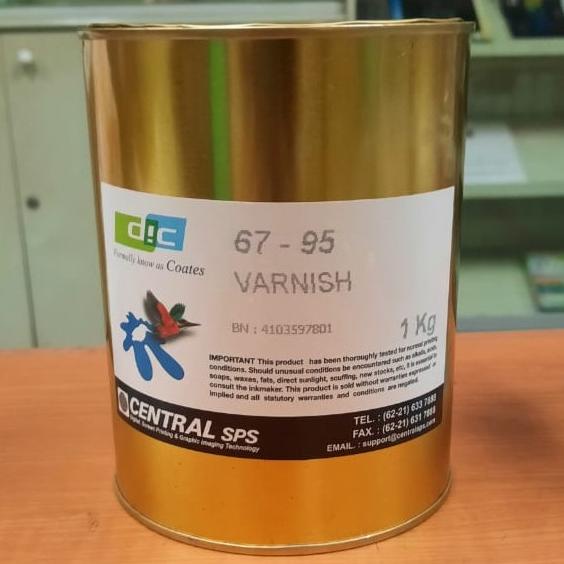 d!c
Formally know as Coates
67 - 95
VARNISH
BN : 4103597801
1 Kg
IMPORTANT This product has been thoroughly tested for normal printing
conditions. Should unusual conditions be encountered such as alkalis, acids,
soaps, waxes, fats, direct sunlight, scuffing, new stocks, etc, it is essential to
consult the inkmaker. This product is sold without warranties expressed or
implied and all statutory warranties and conditions are negated.
CENTRAL SPS
Digital Screen Printing & Graphic Imaging Technology
TEL. : (62-21) 633 7888
FAX. : (62-21) 631 7888
EMAIL. : support@centralsps.com